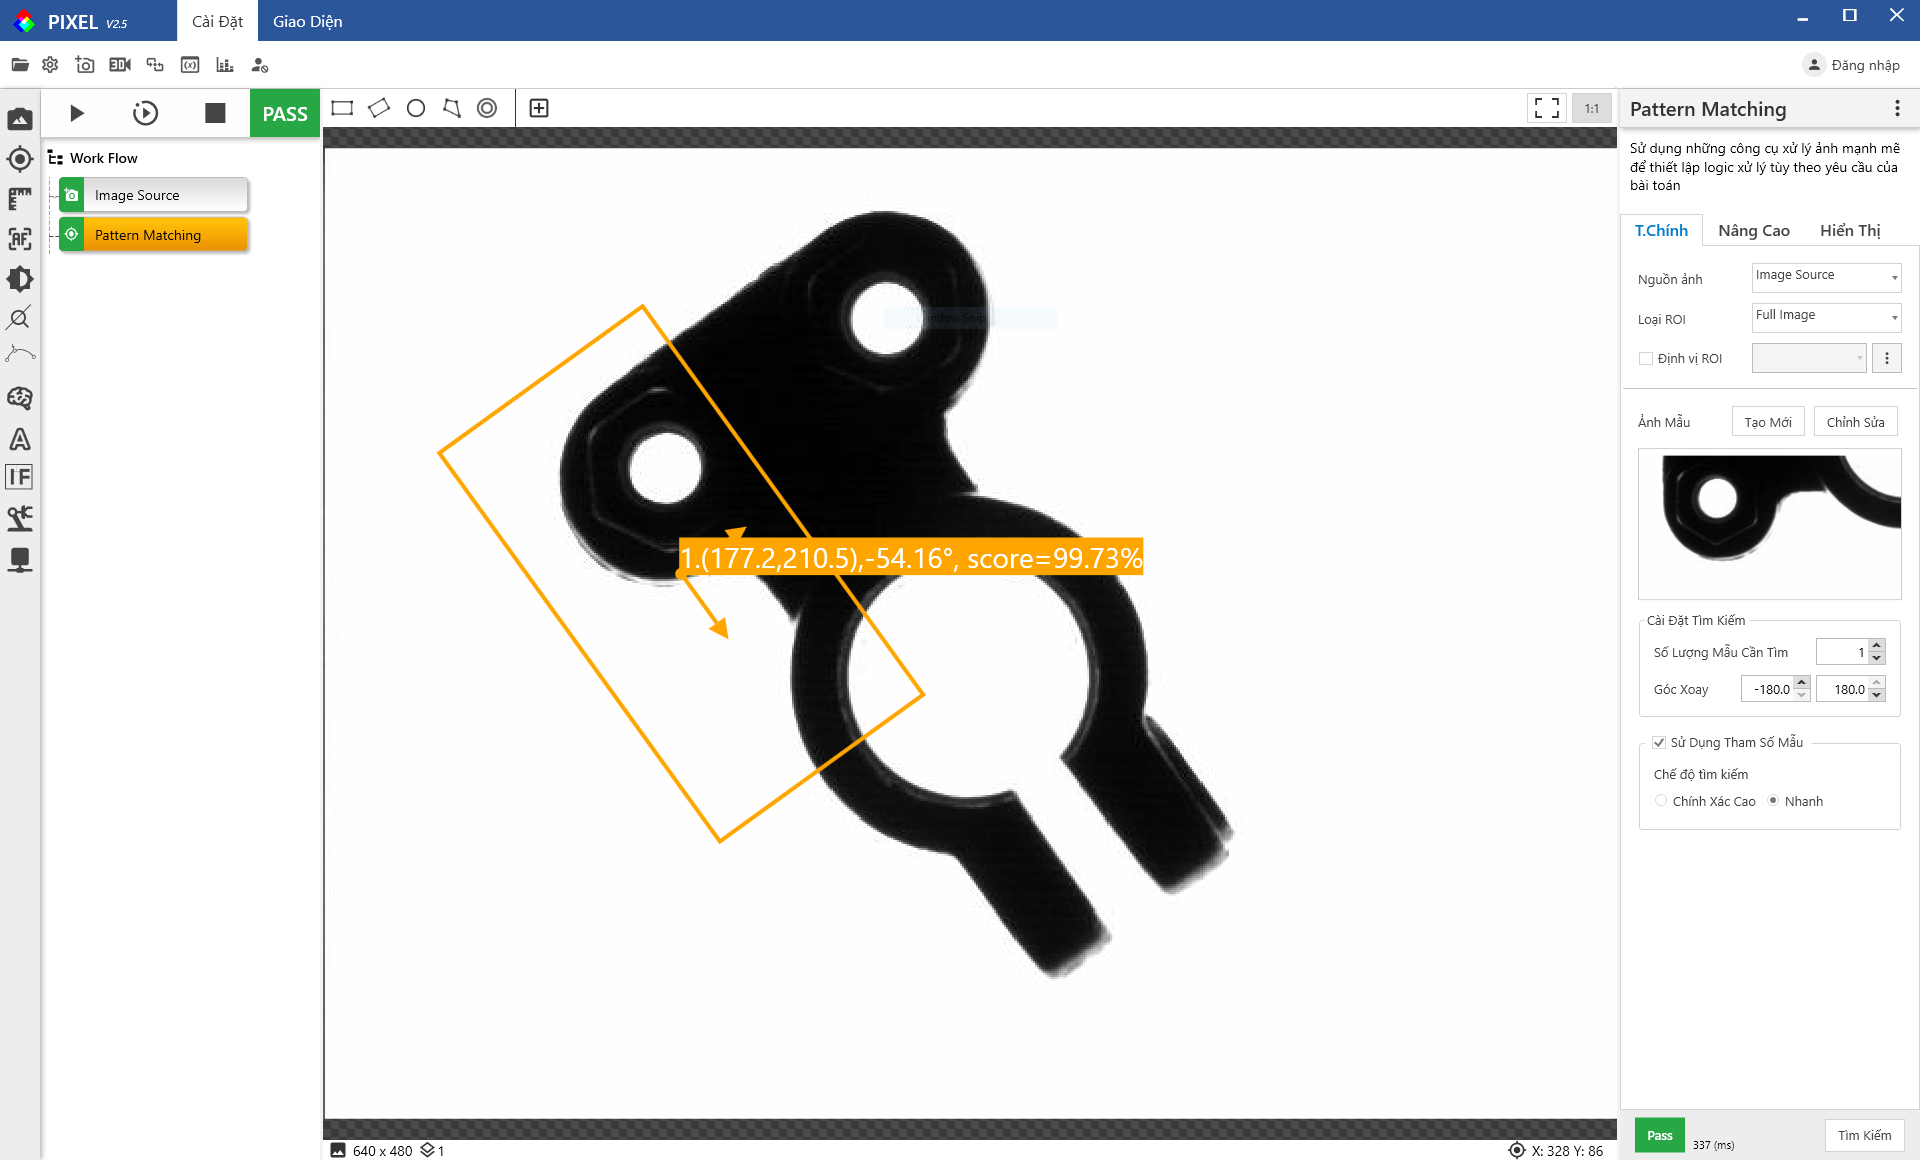 PIXEL V2.5
Cài Đặt
Giao Diện
Đăng nhập
PASS
Work Flow
Image Source
Pattern Matching
1:1
1.(177.2,210.5),-54.16°, score=99.73%
640 x 480
1
X: 328 Y: 86
Pattern Matching
Sử dụng những công cụ xử lý ảnh mạnh mẽ
để thiết lập logic xử lý tùy theo yêu cầu của
bài toán
T.Chính
Nâng Cao
Hiển Thị
Nguồn ảnh
Image Source
Loại ROI
Full Image
Định vị ROI
Ảnh Mẫu
Tạo Mới
Chỉnh Sửa
Cài Đặt Tìm Kiếm
Số Lượng Mẫu Cần Tìm
1
Góc Xoay
-180.0
180.0
Sử Dụng Tham Số Mẫu
Chế độ tìm kiếm
Chính Xác Cao
Nhanh
Pass
337 (ms)
Tìm Kiếm